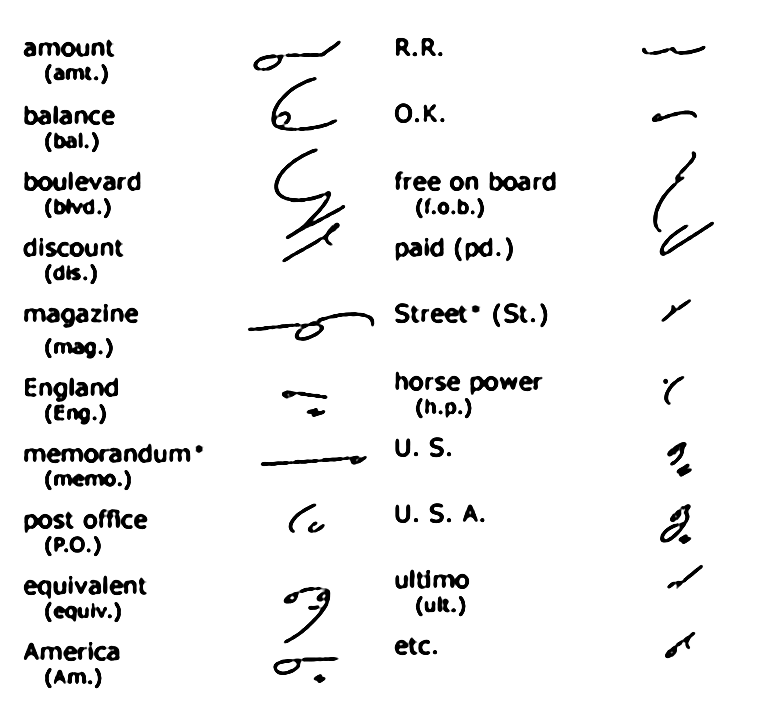 amount
(amt.)
balance
(bal.)
boulevard
(blvd.)
discount
(dis.)
magazine
(mag.)
England
(Eng.)
memorandum*
(memo.)
post office
(P.O.)
equivalent
(equiv.)
America
(Am.)
R.R.
O.K.
free on board
(f.o.b.)
paid (pd.)
Street* (St.)
horse power
(h.p.)
U. S.
U. S. A.
ultimo
(ult.)
etc.